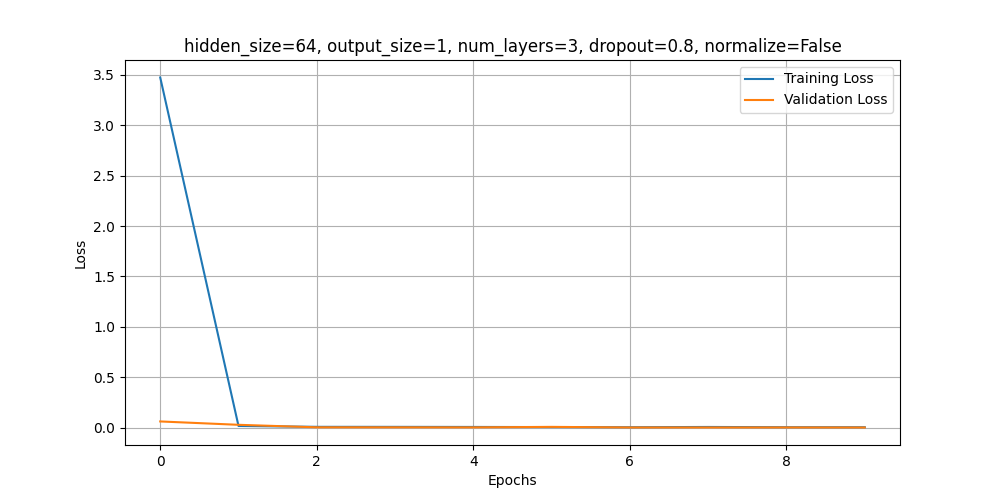 hidden_size=64, output_size=1, num_layers=3, dropout=0.8, normalize=False
Training Loss
Validation Loss
3.5
3.0
2.5
2.0
1.5
1.0
0.5
0.0
Loss
0 2 4 6 8
Epochs